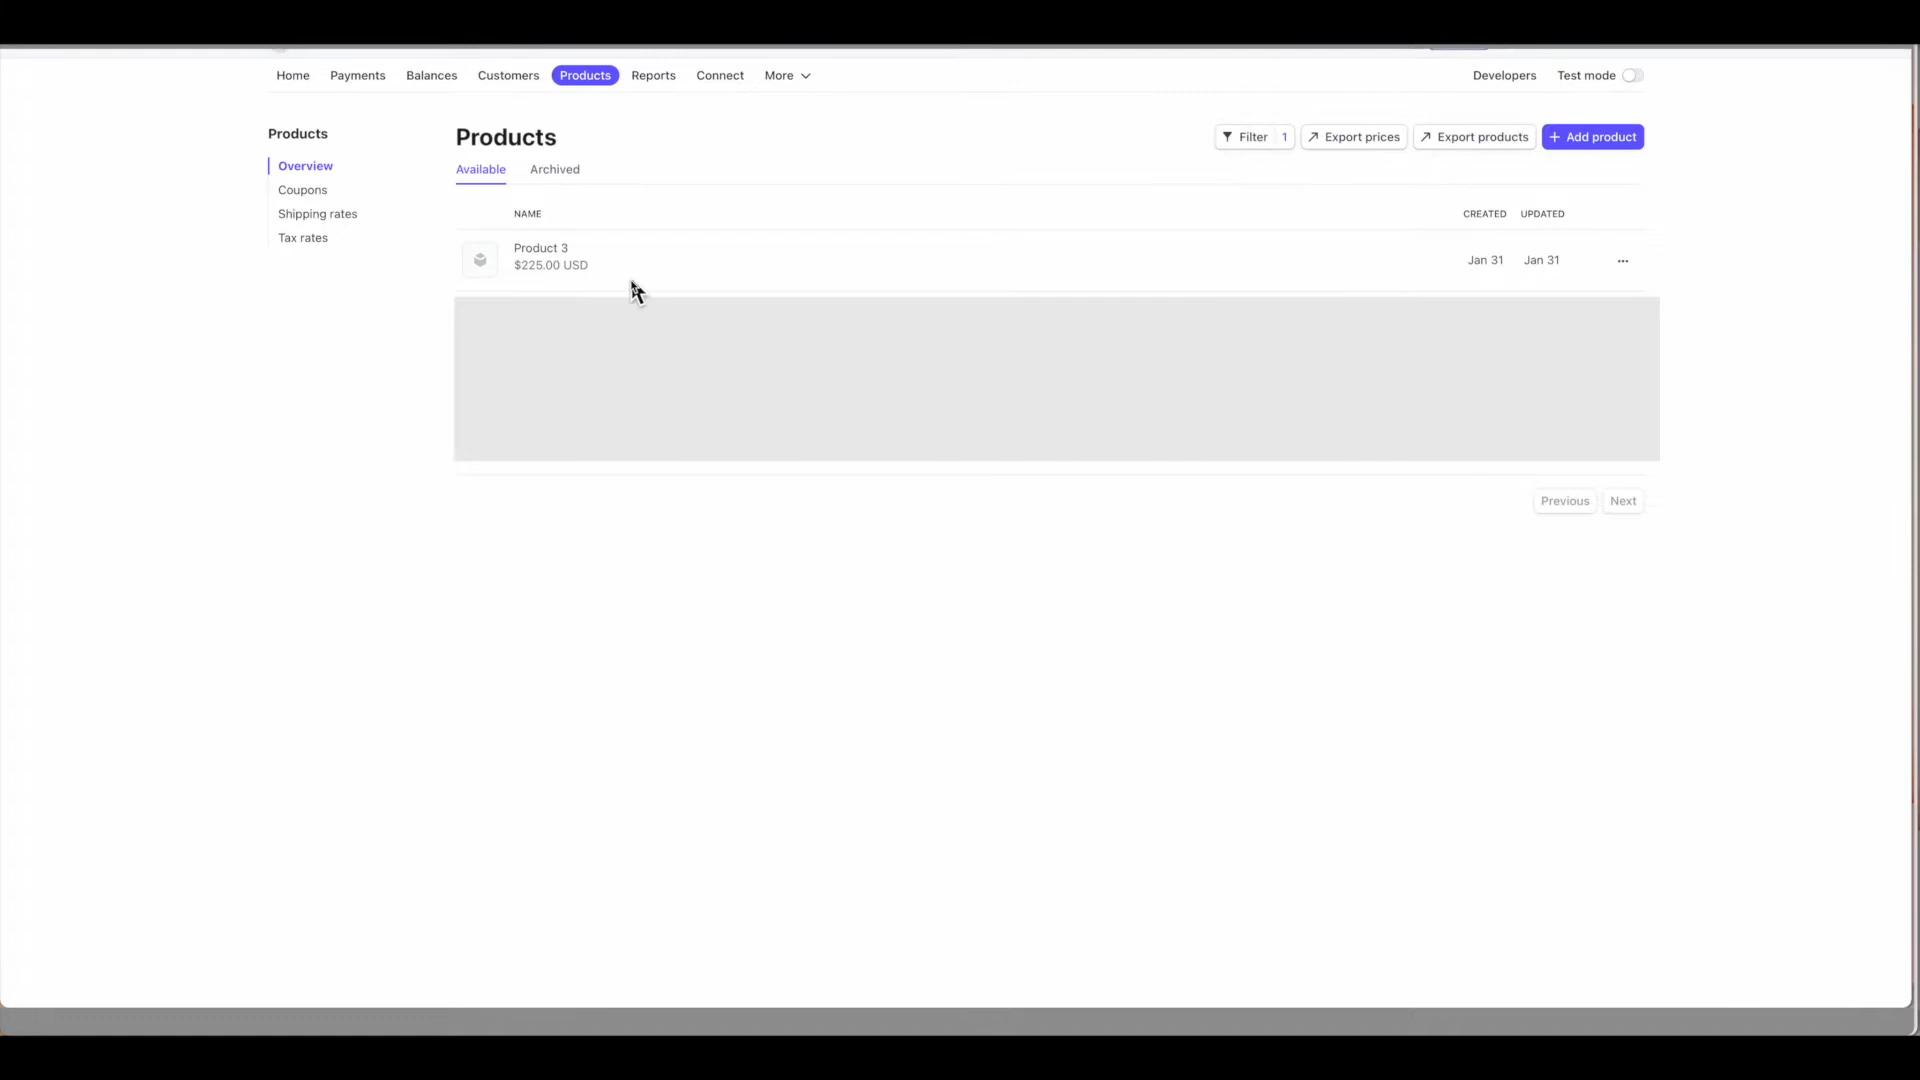 Home Payments Balances Customers Products Reports Connect More Developers Test mode
Products
Overview
Coupons
Shipping rates
Tax rates
Products
Filter 1 Export prices Export products + Add product
Available Archived
NAME CREATED UPDATED
Product 3
$225.00 USD
Jan 31 Jan 31 ...
Previous Next